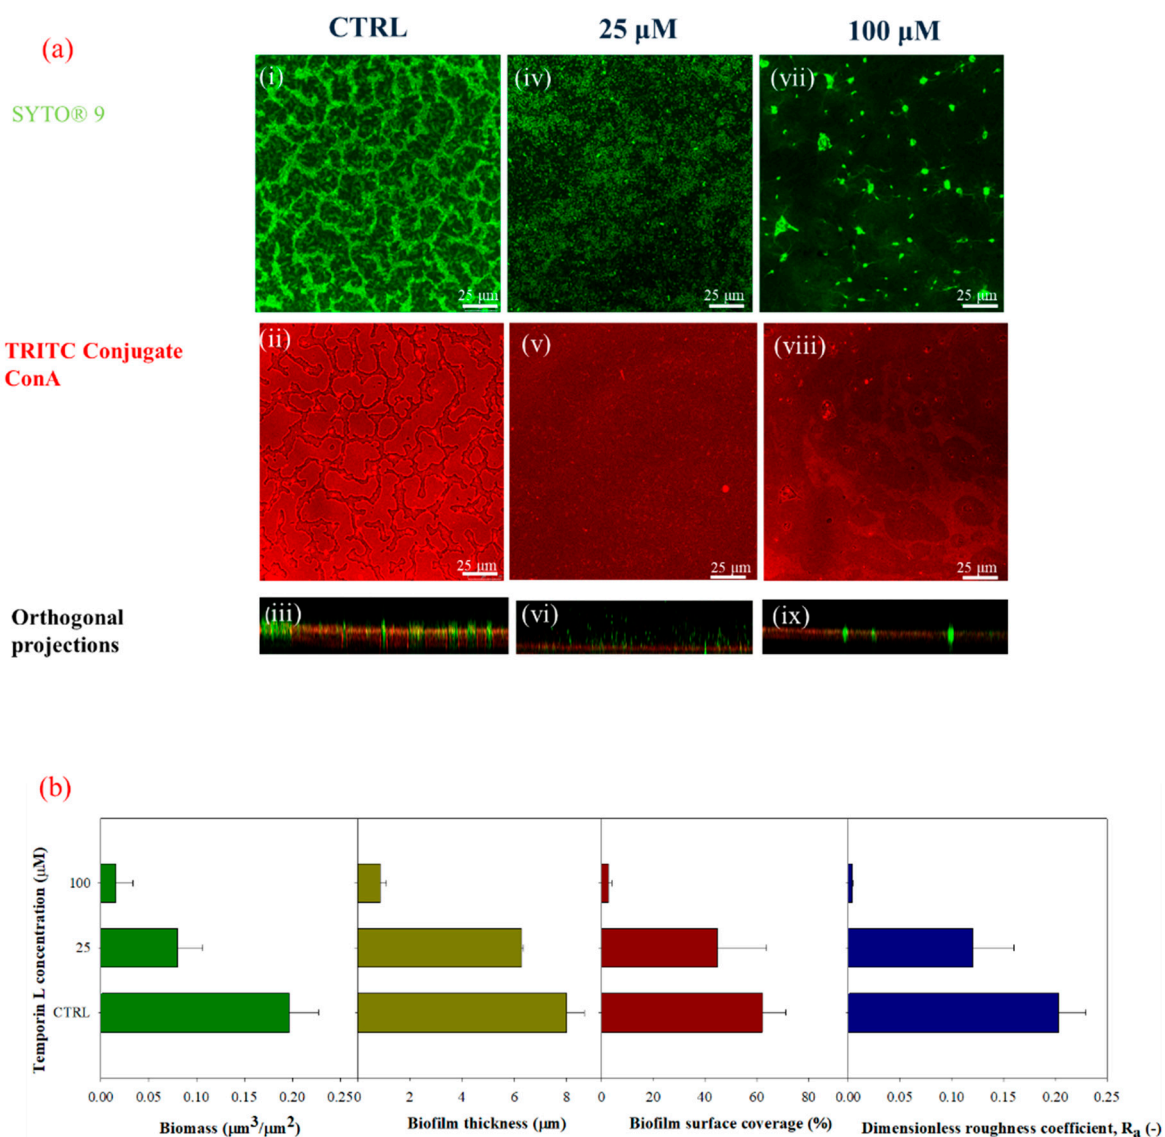 (a)
CTRL 25 μM 100 μM
SYTO® 9
(i) (iv) (vii)
25 μm 25 μm 25 μm
TRITC Conjugate
ConA
(ii) (v) (viii)
25 μm 25 μm 25 μm
Orthogonal
projections
(iii) (vi) (ix)
(b)
Temporin L concentration (μM)
100
25
CTRL
0.00 0.05 0.10 0.15 0.20 0.250 2 4 6 8 0 20 40 60 80 0.00 0.05 0.10 0.15 0.20 0.25
Biomass (μm³/μm²) Biofilm thickness (μm) Biofilm surface coverage (%) Dimensionless roughness coefficient, Rₐ (-)